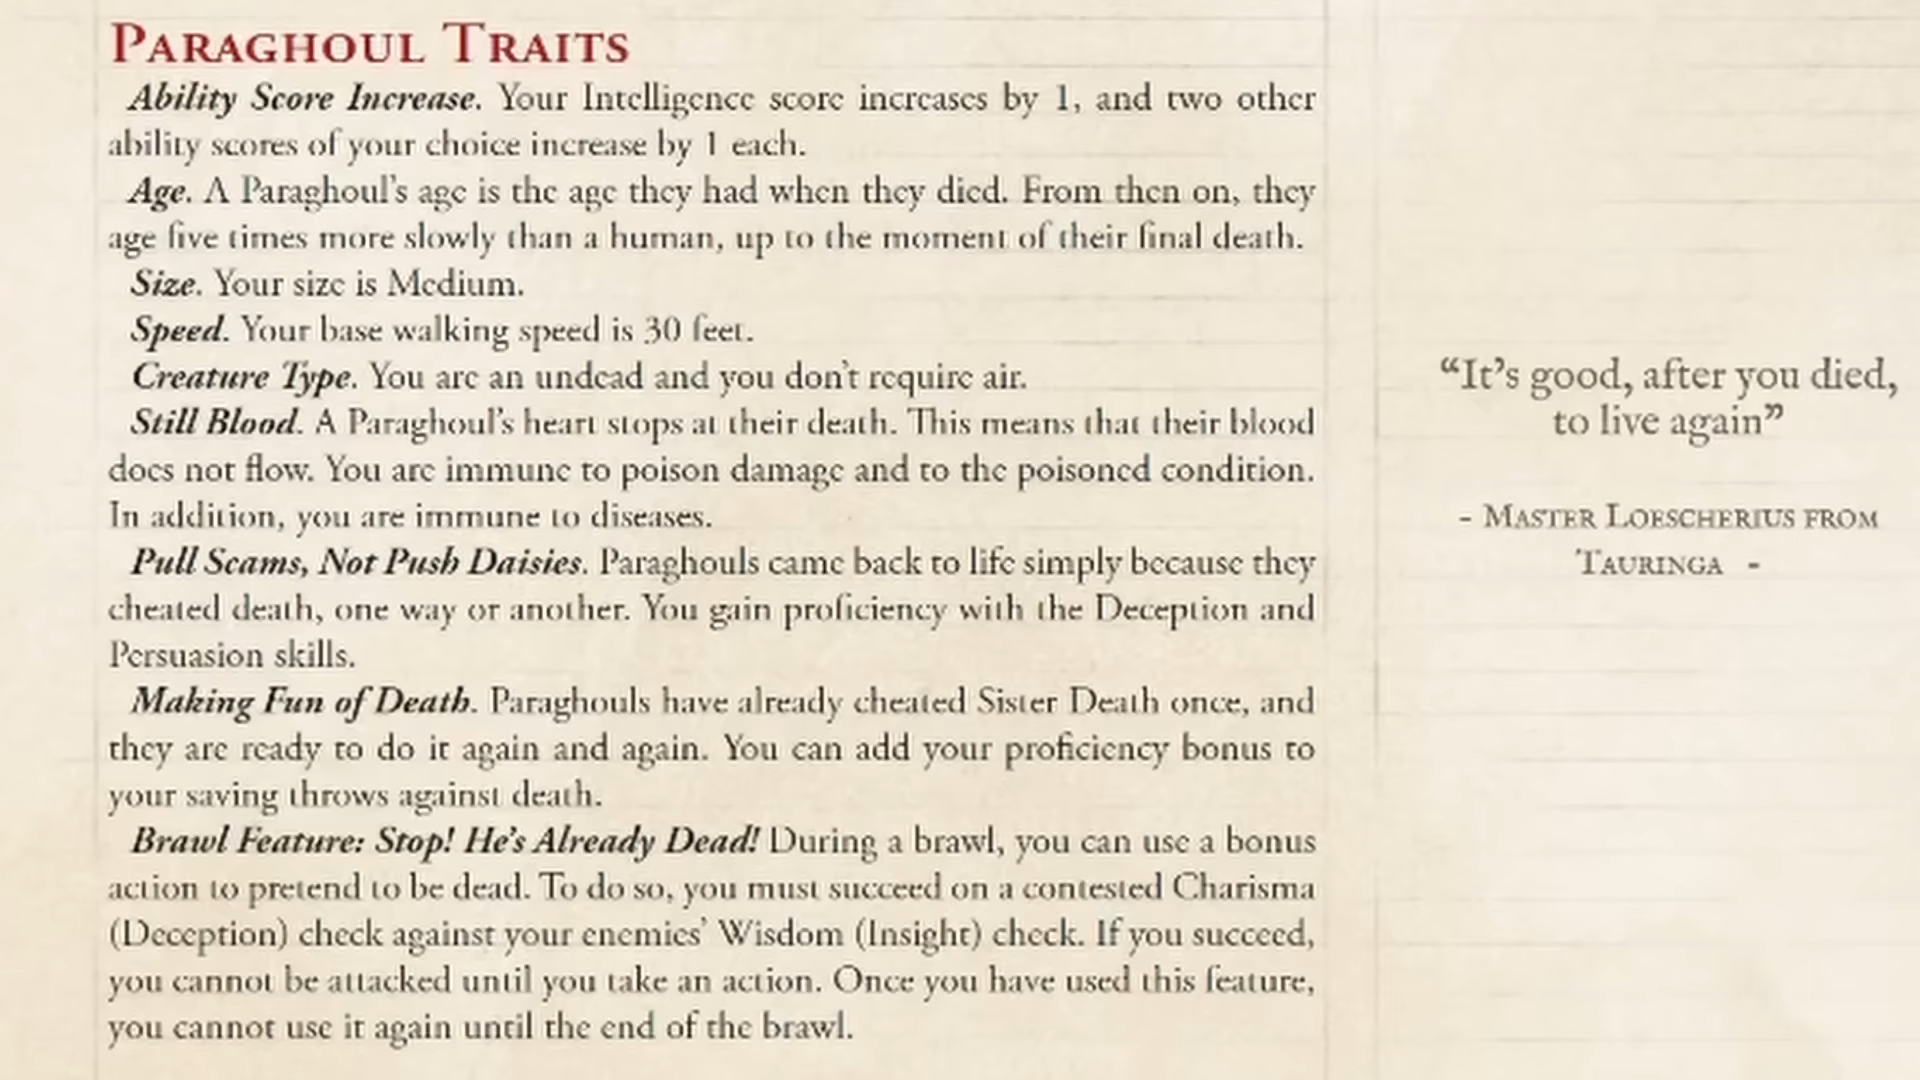 PARAGHOUL TRAITS
Ability Score Increase. Your Intelligence score increases by 1, and two other
ability scores of your choice increase by 1 each.
Age. A Paraghoul's age is the age they had when they died. From then on, they
age five times more slowly than a human, up to the moment of their final death.
Size. Your size is Medium.
Speed. Your base walking speed is 30 feet.
Creature Type. You are an undead and you don't require air.
Still Blood. A Paraghoul's heart stops at their death. This means that their blood
does not flow. You are immune to poison damage and to the poisoned condition.
In addition, you are immune to diseases.
Pull Scams, Not Push Daisies. Paraghouls came back to life simply because they
cheated death, one way or another. You gain proficiency with the Deception and
Persuasion skills.
Making Fun of Death. Paraghouls have already cheated Sister Death once, and
they are ready to do it again and again. You can add your proficiency bonus to
your saving throws against death.
Brawl Feature: Stop! He's Already Dead! During a brawl, you can use a bonus
action to pretend to be dead. To do so, you must succeed on a contested Charisma
(Deception) check against your enemies' Wisdom (Insight) check. If you succeed,
you cannot be attacked until you take an action. Once you have used this feature,
you cannot use it again until the end of the brawl.
“It's good, after you died,
to live again”
- MASTER LOESCHERIUS FROM
TAURINGA -